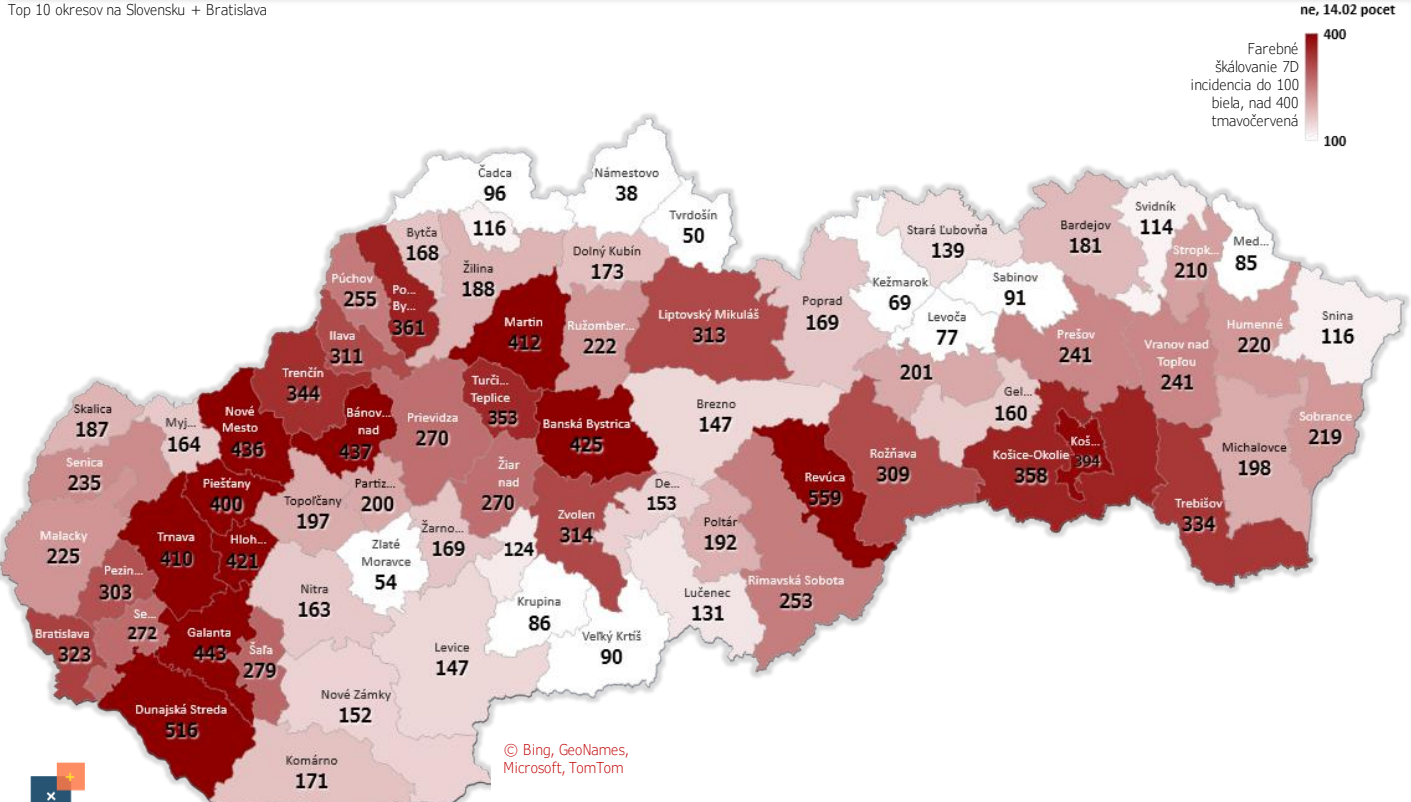 Top 10 okresov na Slovensku + Bratislava
ne, 14.02 pocet
400
Farebné
škálovanie 7D
incidencia do 100
biela, nad 400
tmavočervená
100
Čadca
96
Námestovo
38
Tvrdošín
50
116
Bytča
168
Dolný Kubín
173
Žilina
188
Púchov
255
Po...
By...
361
Stará Ľubovňa
139
Bardejov
181
Svidník
114
Stropk...
210
Med...
85
Kežmarok
69
Sabinov
91
Levoča
77
Poprad
169
Liptovský Mikuláš
313
Martin
412
Ružomber...
222
Ilava
311
Prešov
241
Vranov nad
Topľou
241
Humenné
220
Snina
116
Trenčín
344
Turči...
Teplice
353
201
Gel...
160
Skalica
187
Myj...
164
Nové
Mesto
436
Bánov...
nad
437
Prievidza
270
Banská Bystrica
425
Brezno
147
Sobrance
219
Michalovce
198
Koš...
394
Košice-Okolie
358
Rožňava
309
Revúca
559
Senica
235
Piešťany
400
Topoľčany
197
Partiz...
200
Žiar
nad
270
De...
153
Zvolen
314
Poltár
192
Trebišov
334
Malacky
225
Trnava
410
Hloh...
421
Zlaté
Moravce
54
Žarno...
169
124
Pezin...
303
Nitra
163
Krupina
86
Lučenec
131
Rimavská Sobota
253
Se...
272
Bratislava
323
Galanta
443
Šaľa
279
Levice
147
Veľký Krtíš
90
Dunajská Streda
516
Nové Zámky
152
Komárno
171
© Bing, GeoNames,
Microsoft, TomTom